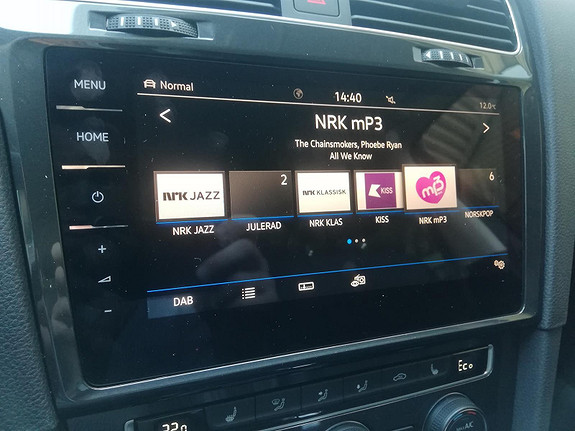 MENU
Normal
14:40
12.0°C
HOME
NRK mP3
The Chainsmokers, Phoebe Ryan
All We Know
NRK JAZZ
2
NRK KLASSISK
KISS
mp3
6
NRK JAZZ
JULERAD
NRK KLAS
KISS
NRK mP3
NORSKPOP
+
-
DAB
Eco
A/C